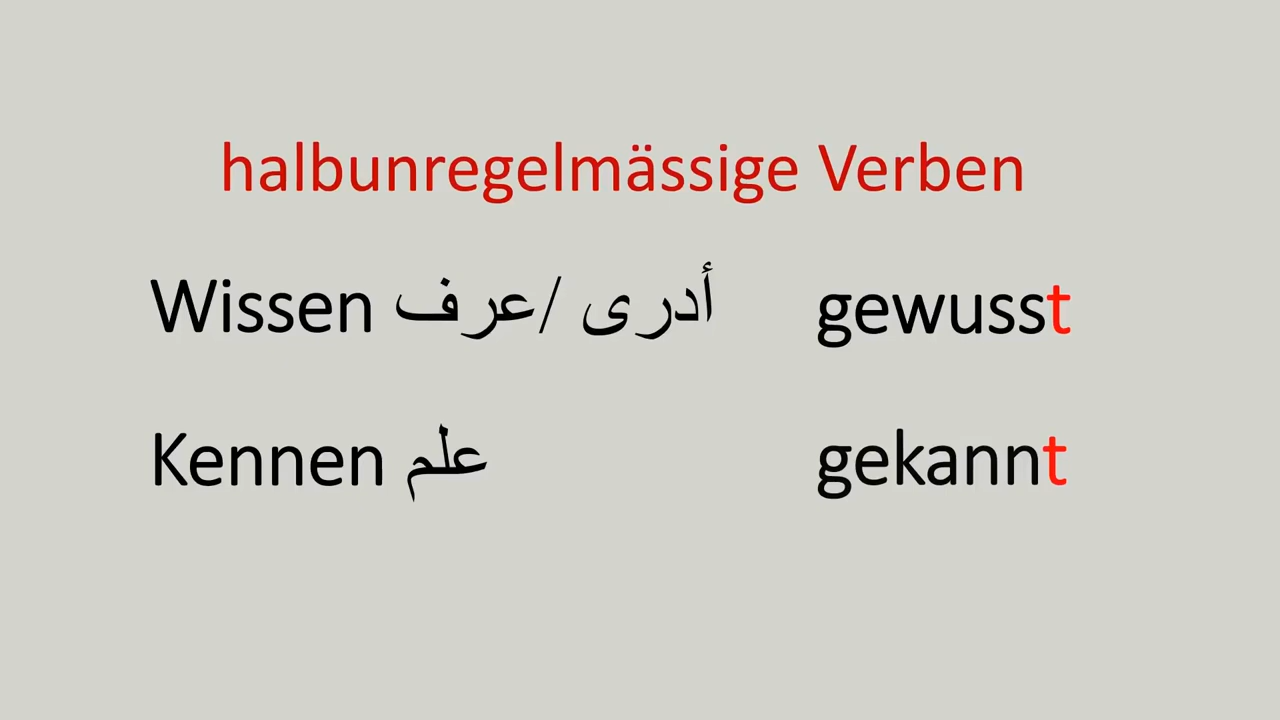 halbunregelmässige Verben
Wissen أدرى /عرف gewusst
Kennen علم gekannt